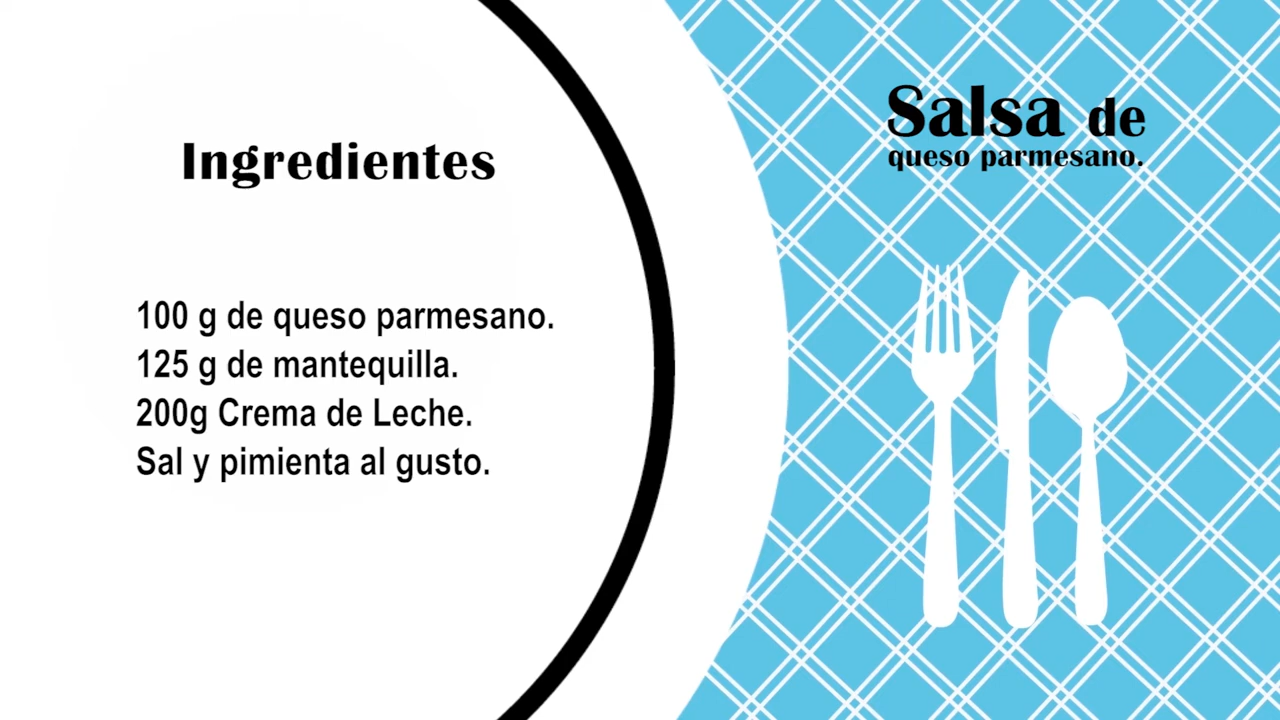 Ingredientes
100 g de queso parmesano.
125 g de mantequilla.
200g Crema de Leche.
Sal y pimienta al gusto.
Salsa de
queso parmesano.